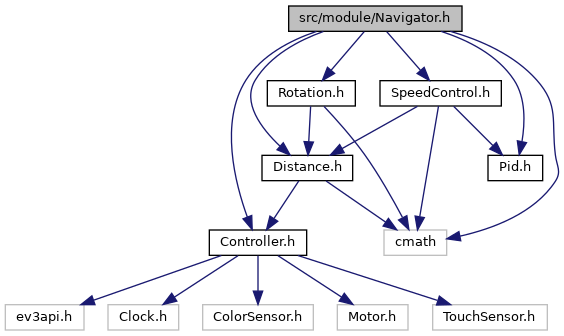 src/module/Navigator.h
Rotation.h
SpeedControl.h
Distance.h
Pid.h
Controller.h
cmath
ev3api.h
Clock.h
ColorSensor.h
Motor.h
TouchSensor.h